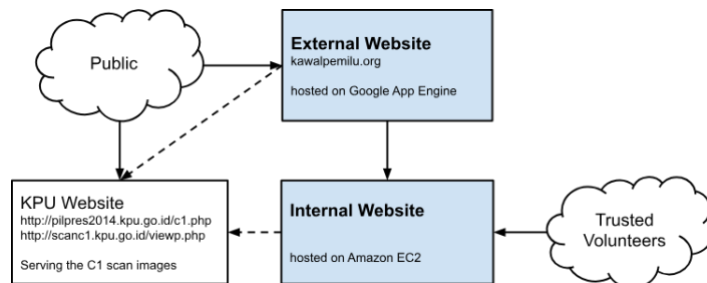 Public
External Website
kawalpemilu.org
hosted on Google App Engine
KPU Website
http://pilpres2014.kpu.go.id/c1.php
http://scanc1.kpu.go.id/viewp.php
Serving the C1 scan images
Internal Website
hosted on Amazon EC2
Trusted
Volunteers